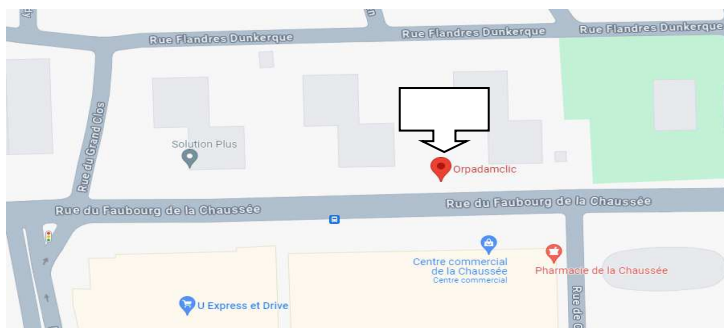 Rue Flandres Dunkerque
Rue Flandres Dunkerque
Rue Flandres Dunkerque
Rue du Grand Clos
Solution Plus
Orpadamclic
Rue du Faubourg de la Chaussée
Rue du Faubourg de la Chaussée
Centre commercial
de la Chaussée
Centre commercial
Pharmacie de la Chaussée
U Express et Drive